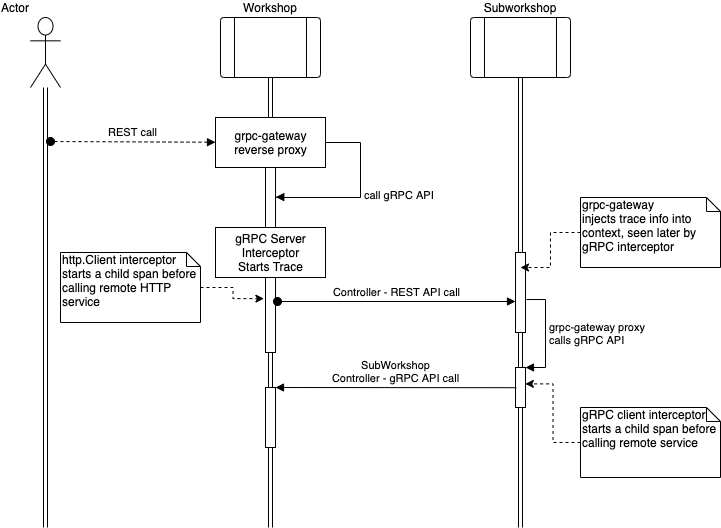 Actor
Workshop
Subworkshop
REST call
grpc-gateway
reverse proxy
call gRPC API
grpc-gateway
injects trace info into
context, seen later by
gRPC interceptor
gRPC Server
Interceptor
Starts Trace
http.Client interceptor
starts a child span before
calling remote HTTP
service
Controller - REST API call
grpc-gateway proxy
calls gRPC API
SubWorkshop
Controller - gRPC API call
gRPC client interceptor
starts a child span before
calling remote service